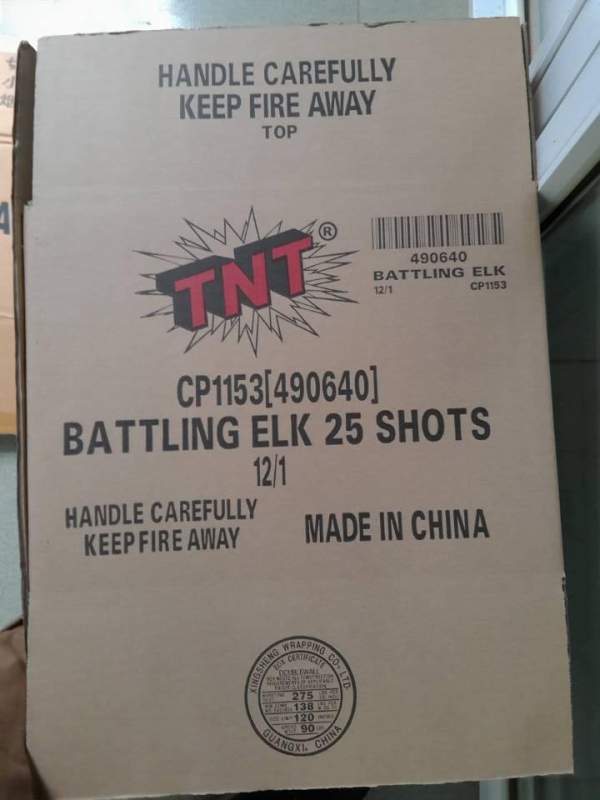 HANDLE CAREFULLY
KEEP FIRE AWAY
TOP
TNT®
490640
BATTLING ELK
12/1 CP1153
CP1153[490640]
BATTLING ELK 25 SHOTS
12/1
HANDLE CAREFULLY
KEEP FIRE AWAY
MADE IN CHINA
XINGSHENG WRAPPING CO·LTD
BOX CERTIFICATE
275
138
120
90
GUANGXI, CHINA